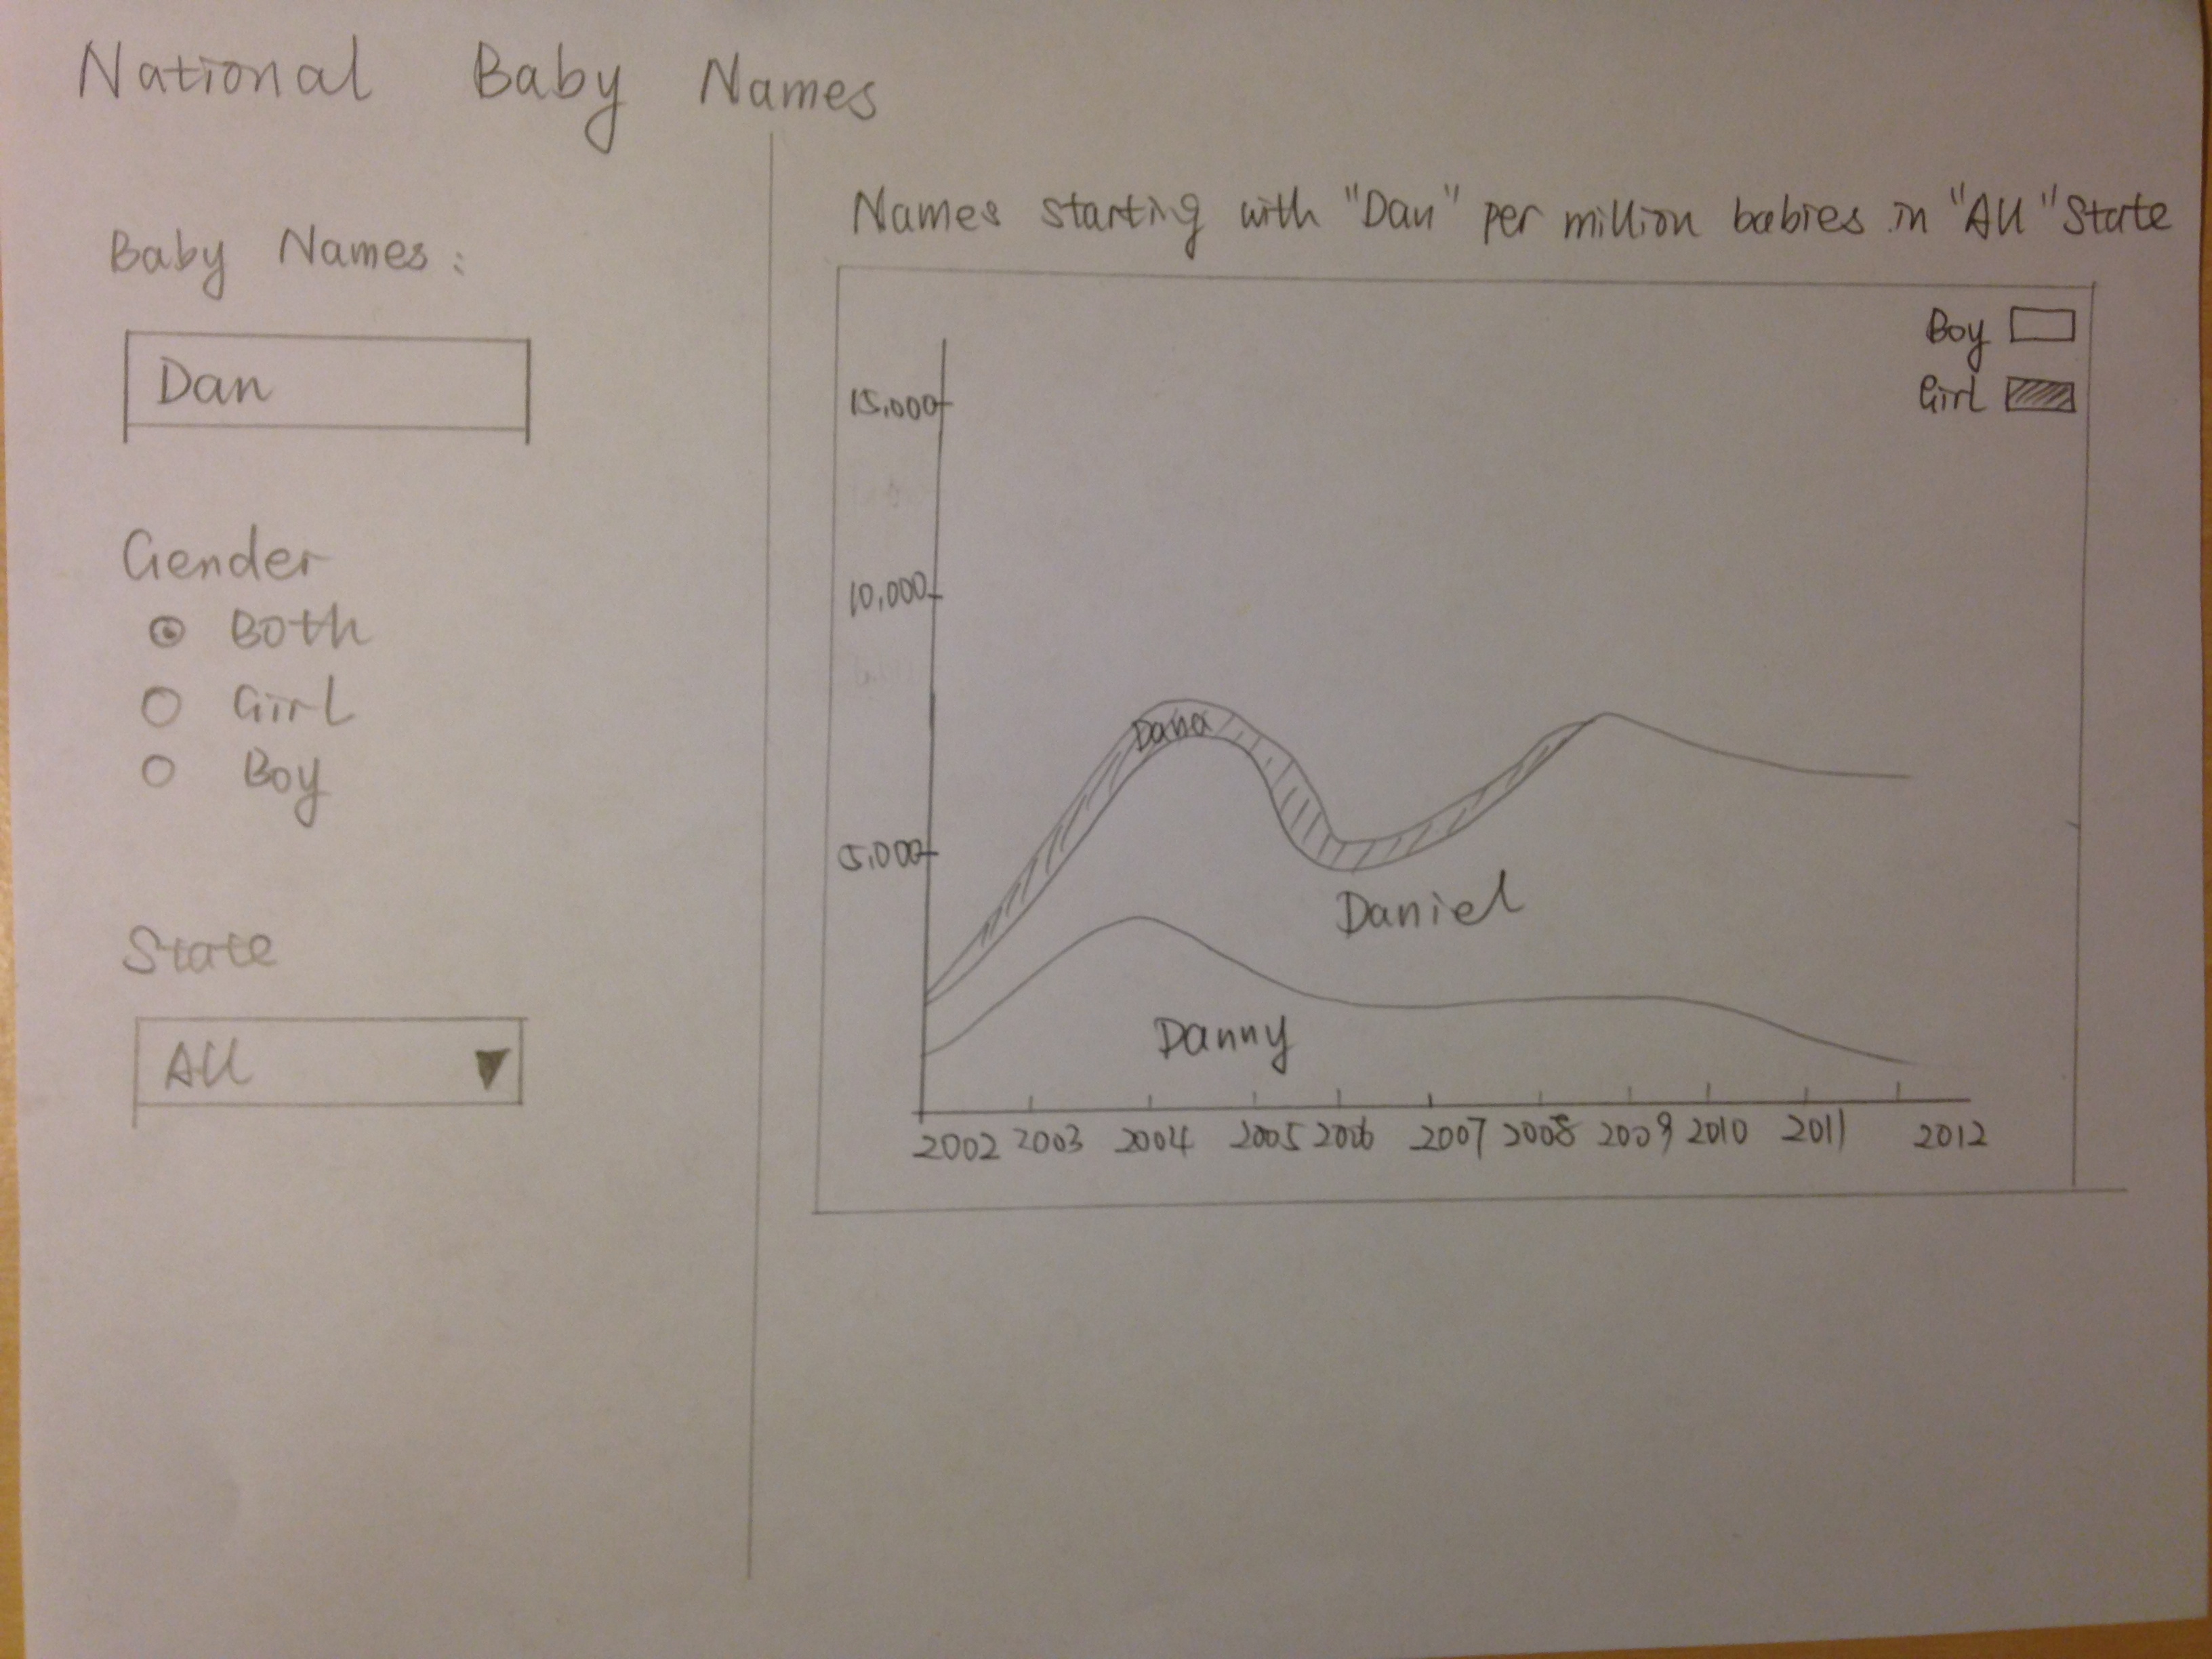 National Baby Names
Baby Names:
Dan
Gender
Both
Girl
Boy
State
All
Names starting with "Dan" per million babies in "All" State
Boy
Girl
15,000
10,000
5,000
Dana
Daniel
Danny
2002 2003 2004 2005 2006 2007 2008 2009 2010 2011 2012